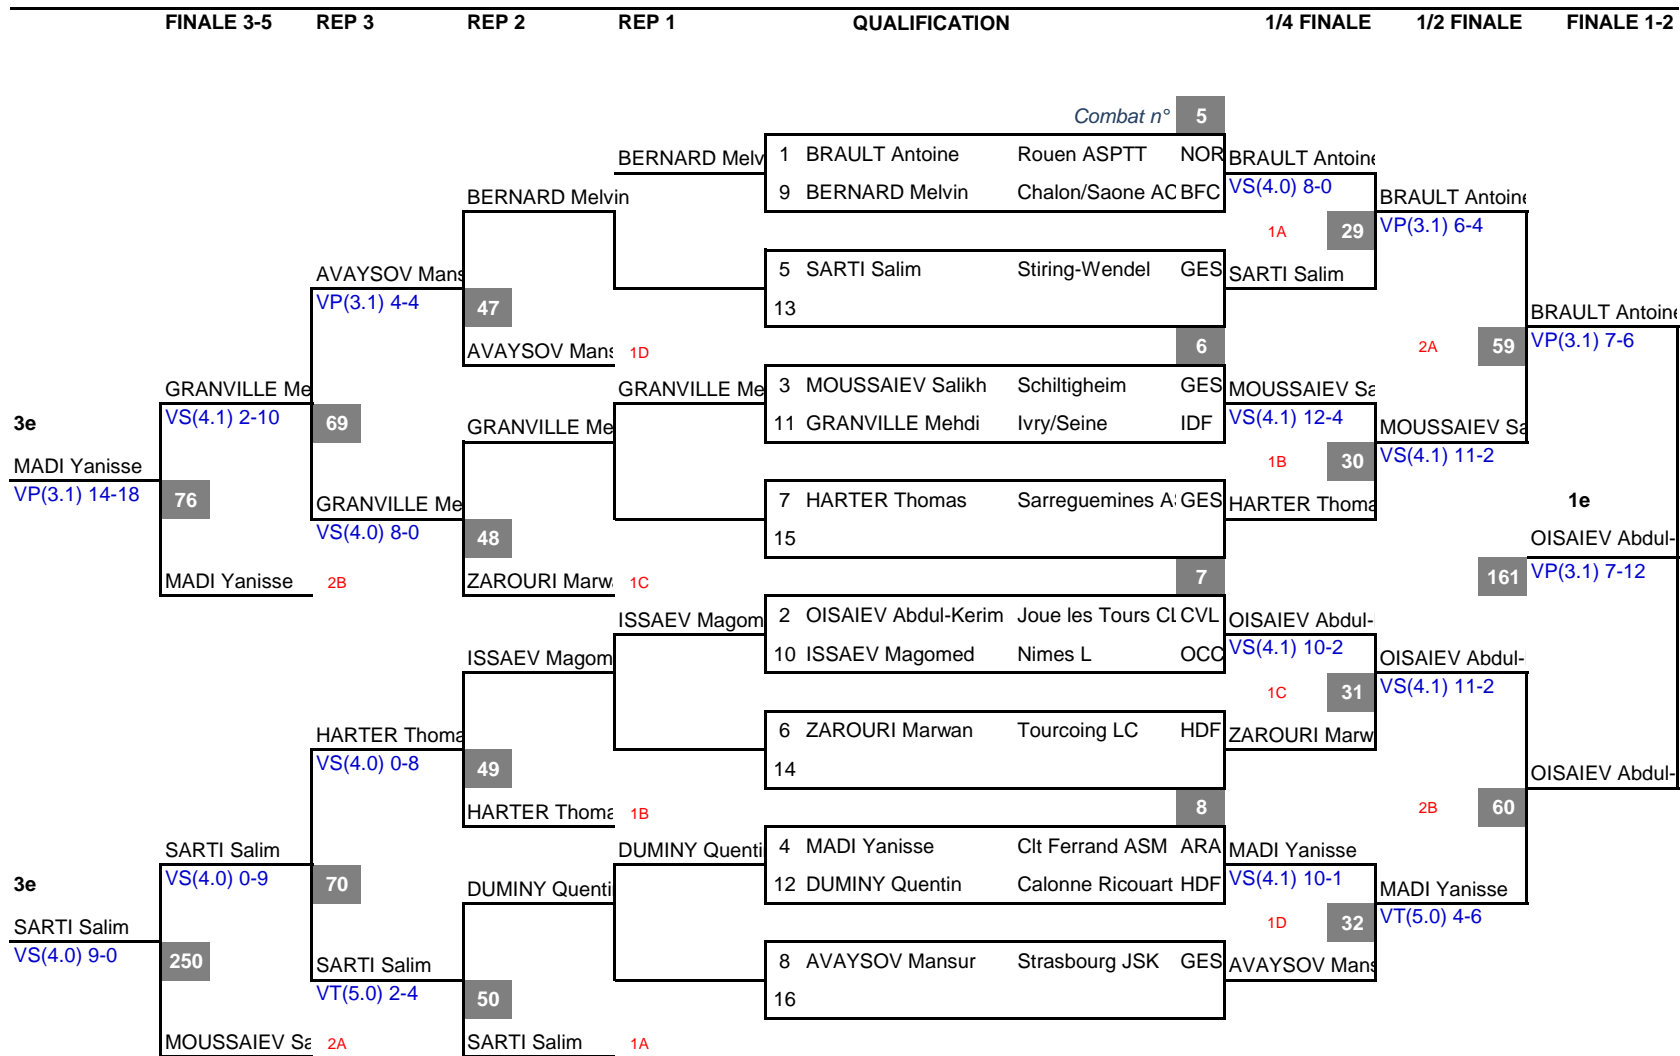 FINALE 3-5 REP 3 REP 2 REP 1 QUALIFICATION 1/4 FINALE 1/2 FINALE FINALE 1-2
Combat n° 5
BERNARD Melv 1 BRAULT Antoine Rouen ASPTT NOR BRAULT Antoine
BERNARD Melvin 9 BERNARD Melvin Chalon/Saone AC BFC VS(4.0) 8-0 BRAULT Antoine
1A 29 VP(3.1) 6-4
AVAYSOV Mans 5 SARTI Salim Stiring-Wendel GES SARTI Salim
VP(3.1) 4-4 47 13 BRAULT Antoine
AVAYSOV Mans 1D 6 2A 59 VP(3.1) 7-6
GRANVILLE Me GRANVILLE Me 3 MOUSSAIEV Salikh Schiltigheim GES MOUSSAIEV Sa
3e VS(4.1) 2-10 69 GRANVILLE Me 11 GRANVILLE Mehdi Ivry/Seine IDF VS(4.1) 12-4 MOUSSAIEV Sa
MADI Yanisse 1B 30 VS(4.1) 11-2
VP(3.1) 14-18 76 GRANVILLE Me 7 HARTER Thomas Sarreguemines A GES HARTER Thoma 1e
VS(4.0) 8-0 48 15 OISAIEV Abdul-
MADI Yanisse 2B ZAROURI Marw 1C 7 161 VP(3.1) 7-12
ISSAEV Magom 2 OISAIEV Abdul-Kerim Joue les Tours CL CVL OISAIEV Abdul-
ISSAEV Magom 10 ISSAEV Magomed Nimes L OCC VS(4.1) 10-2 OISAIEV Abdul-
1C 31 VS(4.1) 11-2
HARTER Thoma 6 ZAROURI Marwan Tourcoing LC HDF ZAROURI Marw
VS(4.0) 0-8 49 14 OISAIEV Abdul-
HARTER Thoma 1B 8 2B 60
SARTI Salim DUMINY Quenti 4 MADI Yanisse Clt Ferrand ASM ARA MADI Yanisse
3e VS(4.0) 0-9 70 DUMINY Quenti 12 DUMINY Quentin Calonne Ricouart HDF VS(4.1) 10-1 MADI Yanisse
SARTI Salim 1D 32 VT(5.0) 4-6
VS(4.0) 9-0 250 SARTI Salim 8 AVAYSOV Mansur Strasbourg JSK GES AVAYSOV Mans
VT(5.0) 2-4 50 16
MOUSSAIEV Sa 2A SARTI Salim 1A